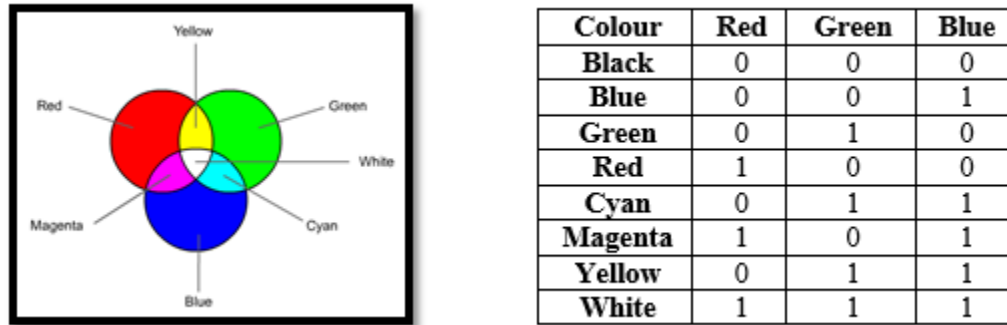 Yellow
Red
Green
White
Magenta
Cyan
Blue
Colour Red Green Blue
Black 0 0 0
Blue 0 0 1
Green 0 1 0
Red 1 0 0
Cyan 0 1 1
Magenta 1 0 1
Yellow 0 1 1
White 1 1 1